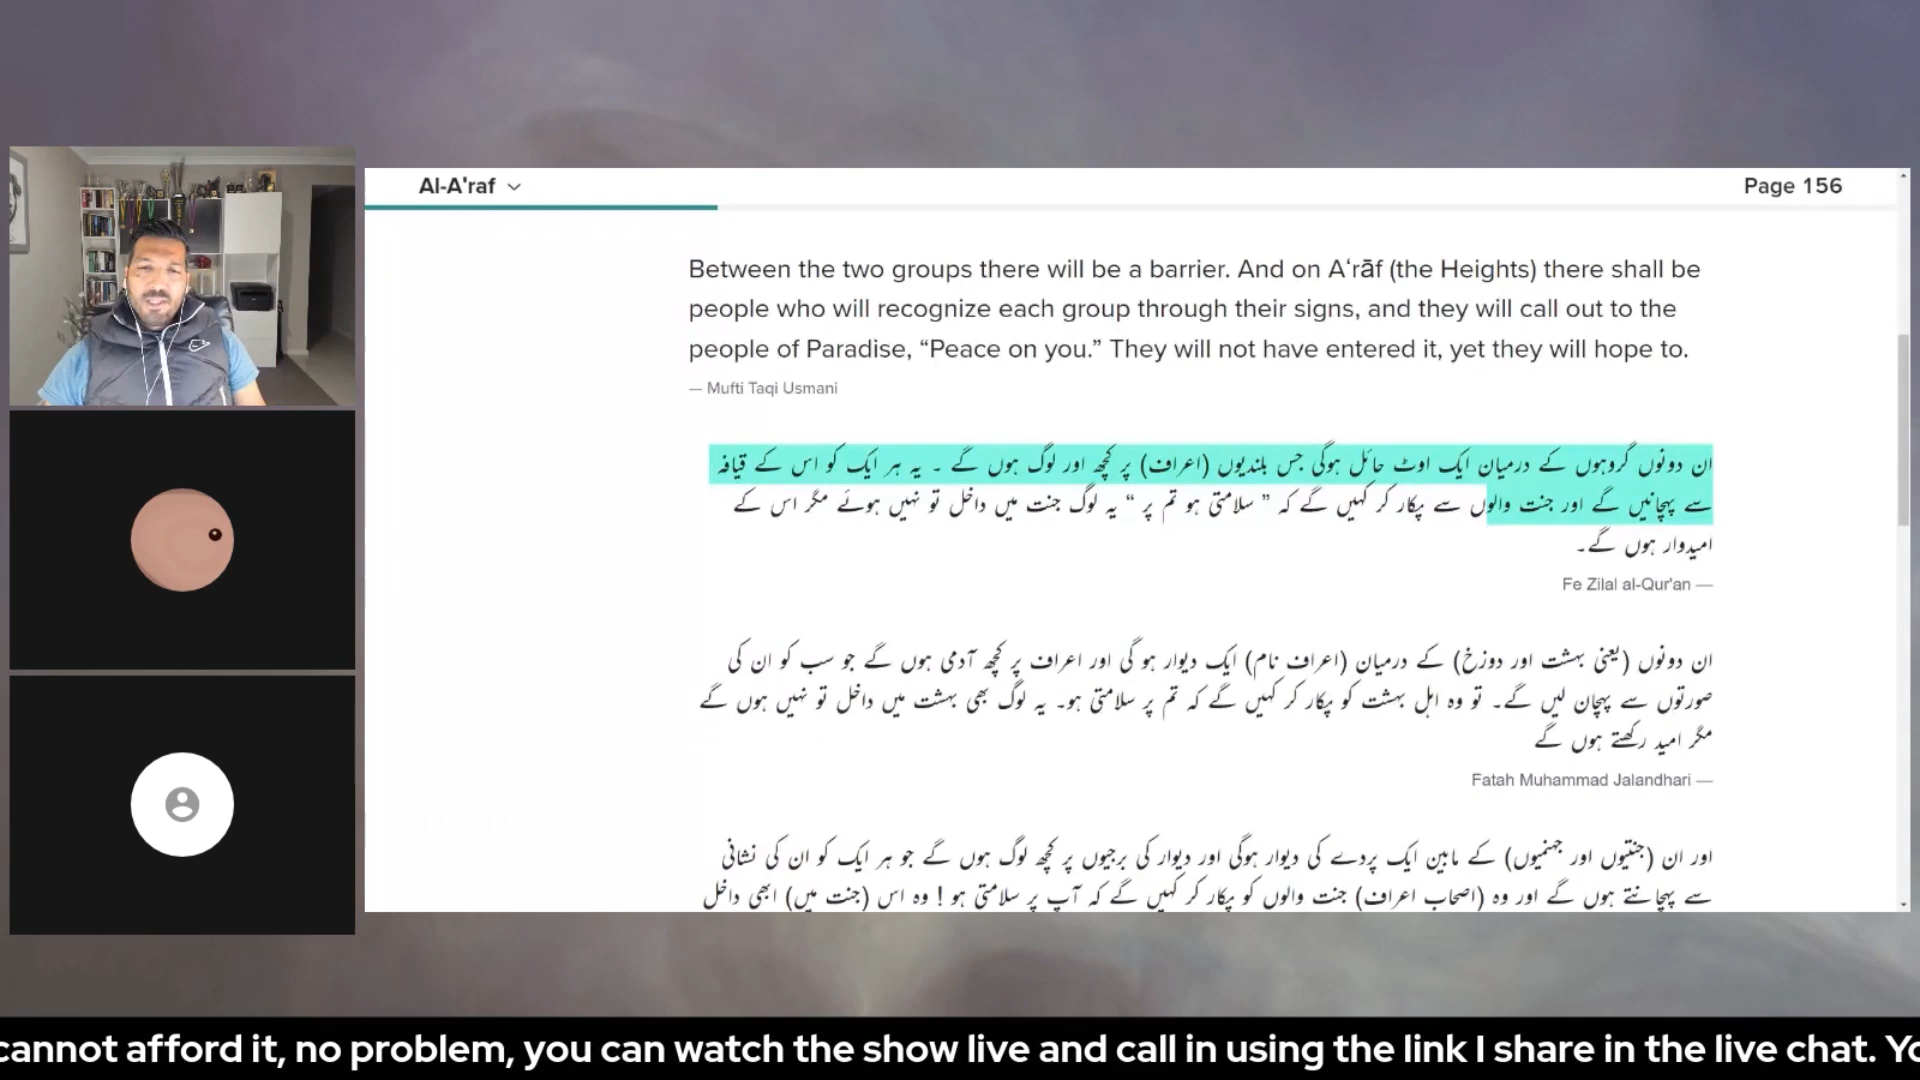 Al-A'raf
Page 156
Between the two groups there will be a barrier. And on A‘rāf (the Heights) there shall be
people who will recognize each group through their signs, and they will call out to the
people of Paradise, “Peace on you.” They will not have entered it, yet they will hope to.
— Mufti Taqi Usmani
ان دونوں گروہوں کے درمیان ایک اوٹ حائل ہوگی جس بلندیوں (اعراف) پر کچھ اور لوگ ہوں گے ۔ یہ ہر ایک کو اس کے قیافہ
سے پہچانیں گے اور جنت والوں سے پکار کر کہیں گے کہ ” سلامتی ہو تم پر “ یہ لوگ جنت میں داخل تو نہیں ہوئے مگر اس کے
امیدوار ہوں گے۔
Fe Zilal al-Qur'an —
ان دونوں (یعنی بہشت اور دوزخ) کے درمیان (اعراف نام) ایک دیوار ہو گی اور اعراف پر کچھ آدمی ہوں گے جو سب کو ان کی
صورتوں سے پہچان لیں گے۔ تو وہ اہل بہشت کو پکار کر کہیں گے کہ تم پر سلامتی ہو۔ یہ لوگ بھی بہشت میں داخل تو نہیں ہوں گے
مگر امید رکھتے ہوں گے
Fatah Muhammad Jalandhari —
اور ان (جنتیوں اور جہنمیوں) کے مابین ایک پردے کی دیوار ہوگی اور دیوار کی برجیوں پر کچھ لوگ ہوں گے جو ہر ایک کو ان کی نشانی
سے پہچانتے ہوں گے اور وہ (اصحاب اعراف) جنت والوں کو پکار کر کہیں گے کہ آپ پر سلامتی ہو ! وہ اس (جنت میں) ابھی داخل
cannot afford it, no problem, you can watch the show live and call in using the link I share in the live chat. Yo